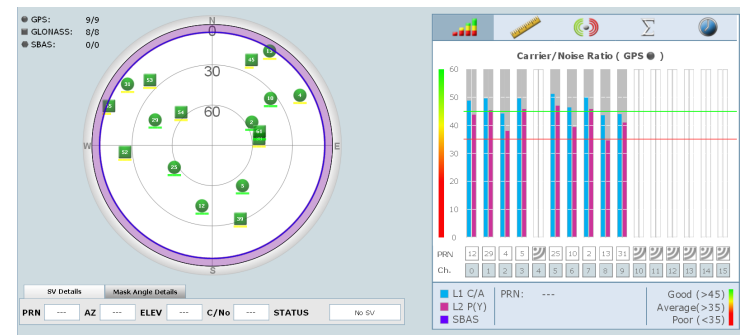 GPS: 9/9
GLONASS: 8/8
SBAS: 0/0
N
0
30
60
W
E
S
45
4
10
31
53
54
29
2
61
52
25
5
12
39
SV Details
Mask Angle Details
PRN --- AZ --- ELEV --- C/No --- STATUS No SV
Carrier/Noise Ratio ( GPS )
60
50
40
30
20
10
0
PRN 12 29 4 5 25 10 2 13 31
Ch. 0 1 2 3 4 5 6 7 8 9 10 11 12 13 14 15
L1 C/A
L2 P(Y)
SBAS
PRN: ---
Good (>45)
Average(>35)
Poor (<35)